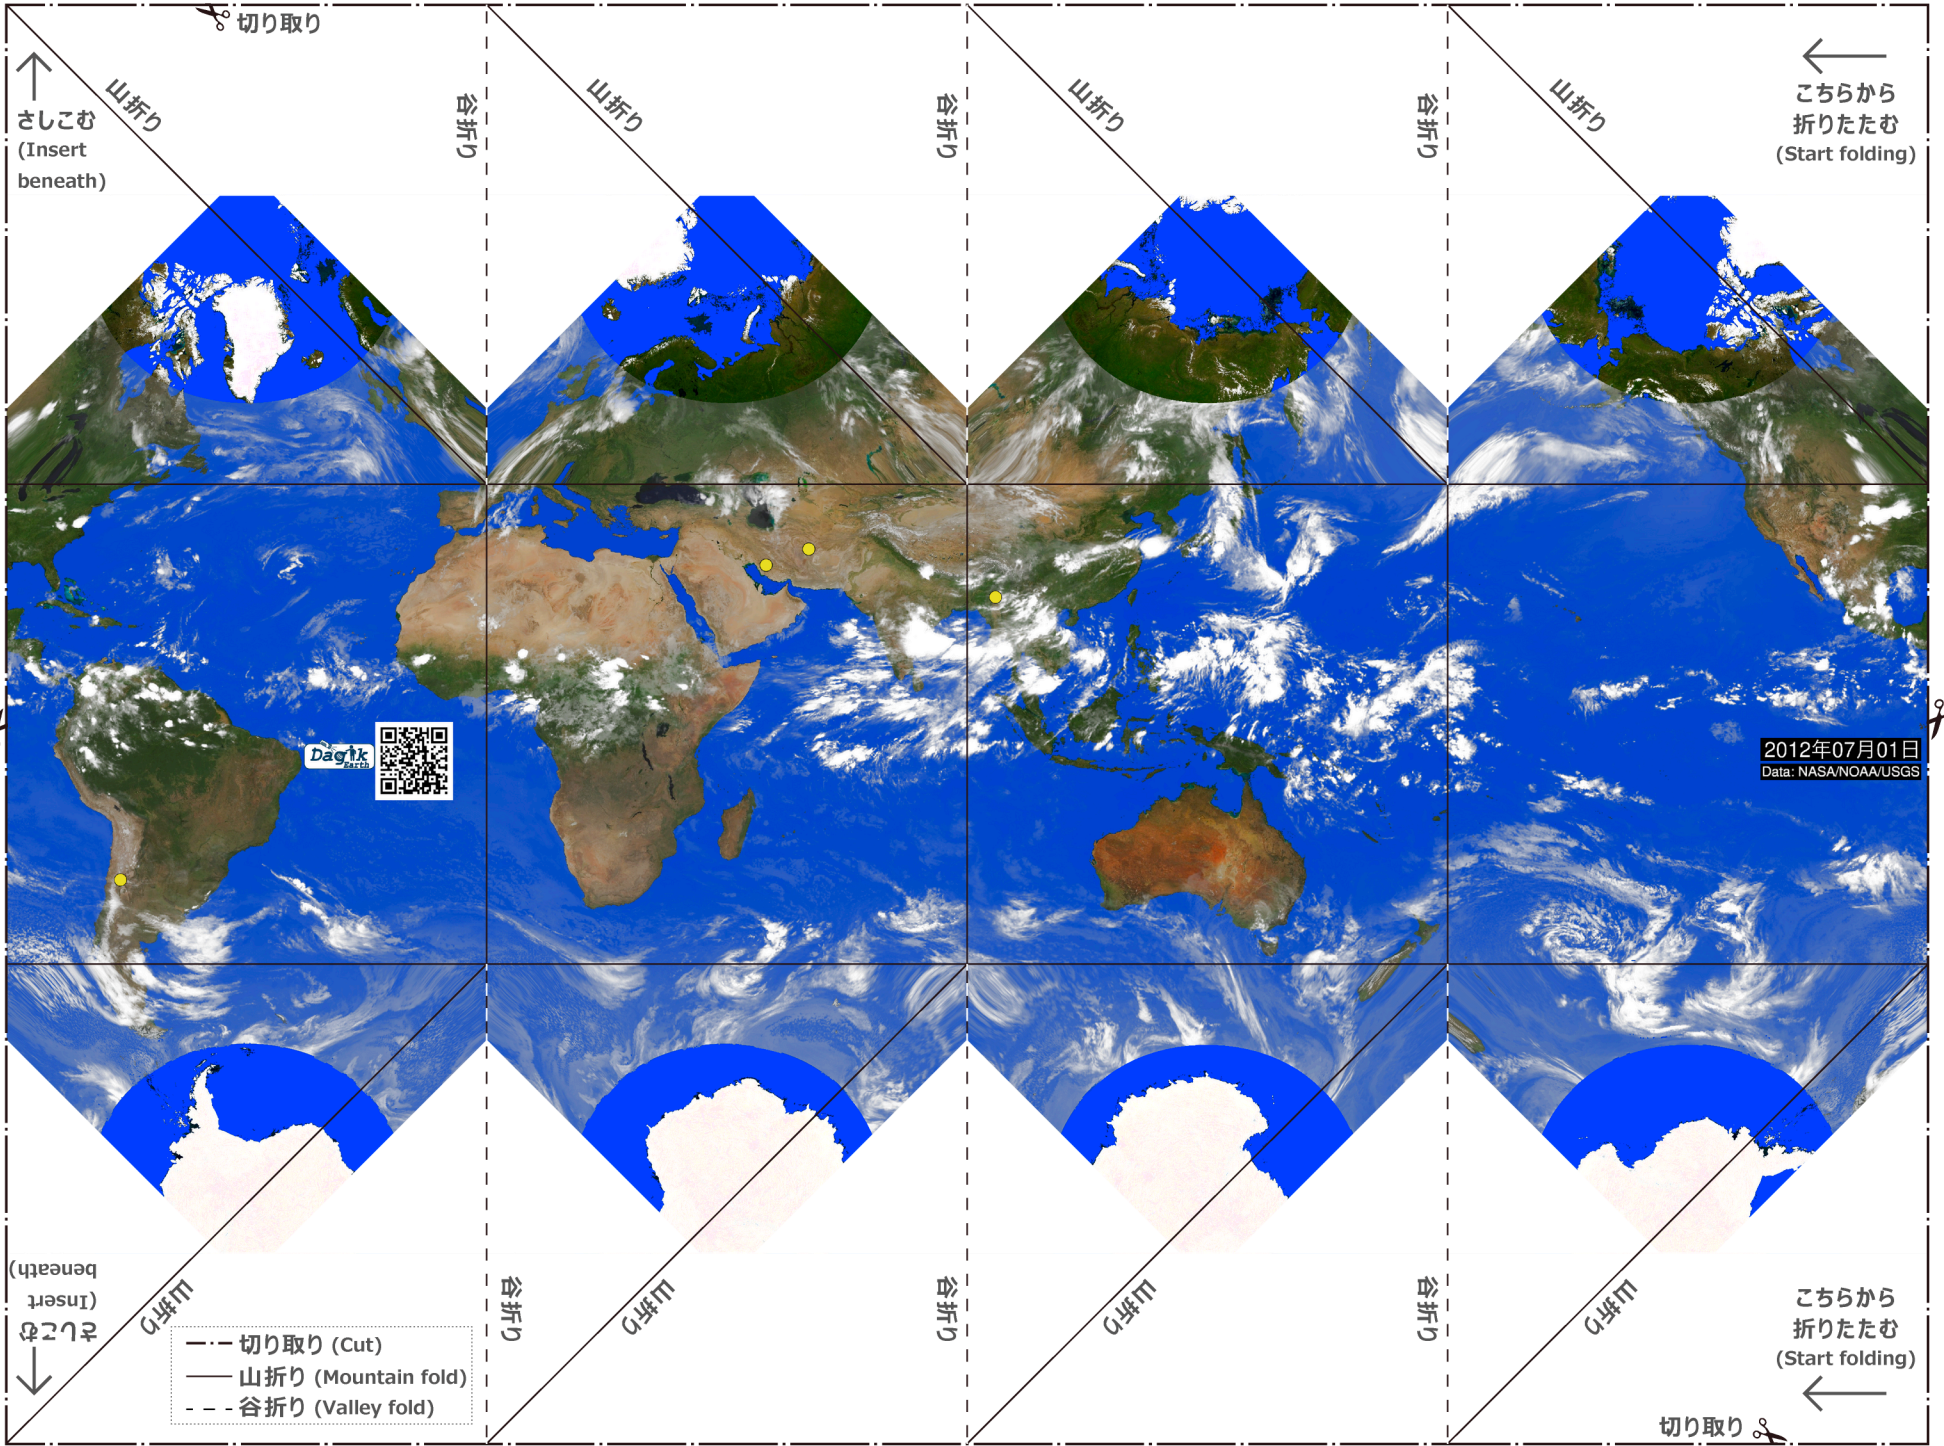 切り取り
山折り
谷折り
山折り
谷折り
山折り
谷折り
山折り
さしこむ
(Insert
beneath)
こちらから
折りたたむ
(Start folding)
Dagik
Earth
2012年07月01日
Data: NASA/NOAA/USGS
さしこむ
(Insert
beneath)
山折り
谷折り
山折り
谷折り
山折り
谷折り
山折り
こちらから
折りたたむ
(Start folding)
切り取り (Cut)
山折り (Mountain fold)
谷折り (Valley fold)
切り取り